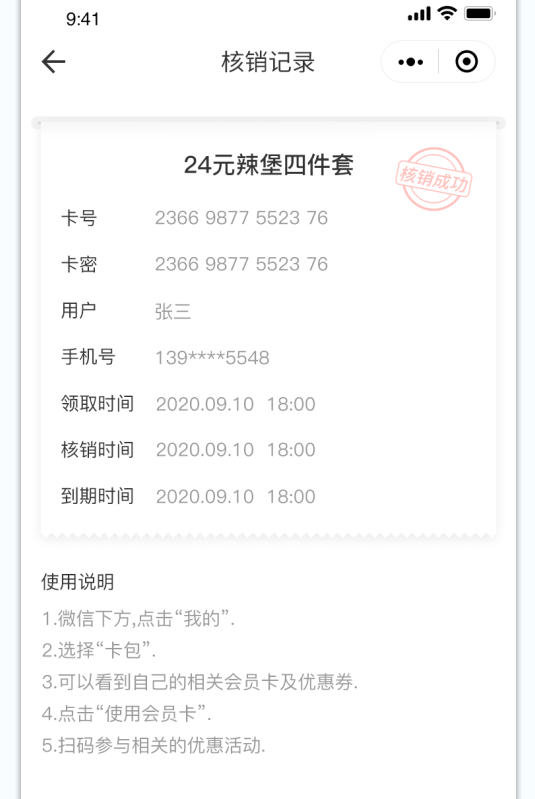 9:41
核销记录
24元辣堡四件套
核销成功
卡号 2366 9877 5523 76
卡密 2366 9877 5523 76
用户 张三
手机号 139****5548
领取时间 2020.09.10 18:00
核销时间 2020.09.10 18:00
到期时间 2020.09.10 18:00
使用说明
1.微信下方,点击“我的”.
2.选择“卡包”.
3.可以看到自己的相关会员卡及优惠券.
4.点击“使用会员卡”.
5.扫码参与相关的优惠活动.